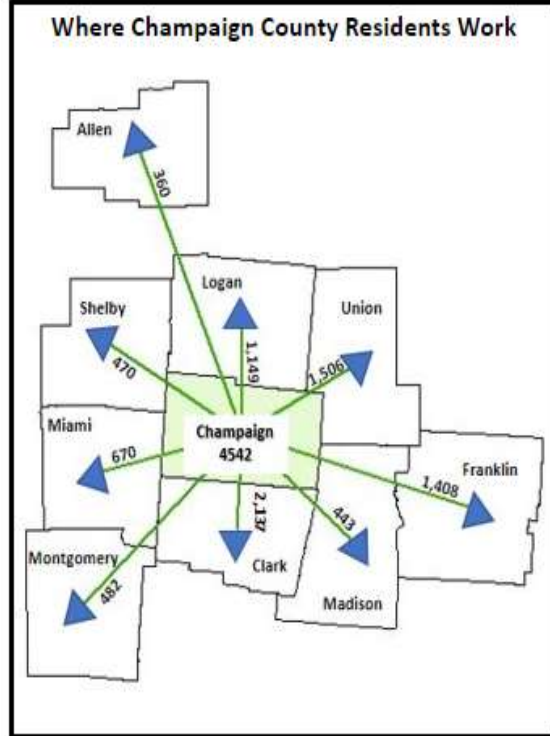 Where Champaign County Residents Work
Allen
360
Logan
Shelby
Union
1,149
470
1,506
Miami
Champaign
4542
670
Franklin
1,408
2,137
443
Montgomery
Clark
482
Madison